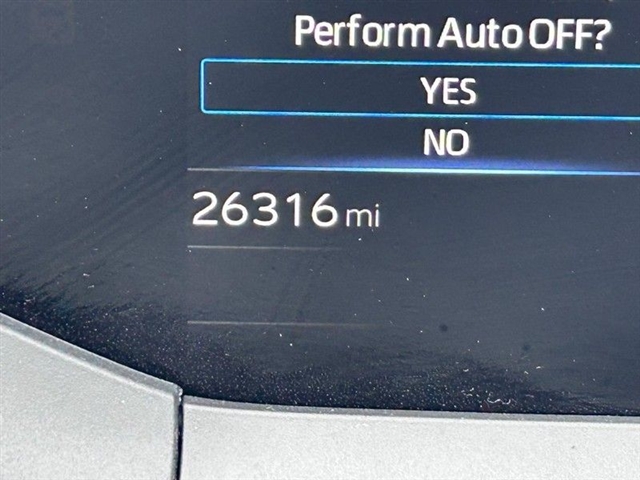 Perform Auto OFF?
YES
NO
26316 mi